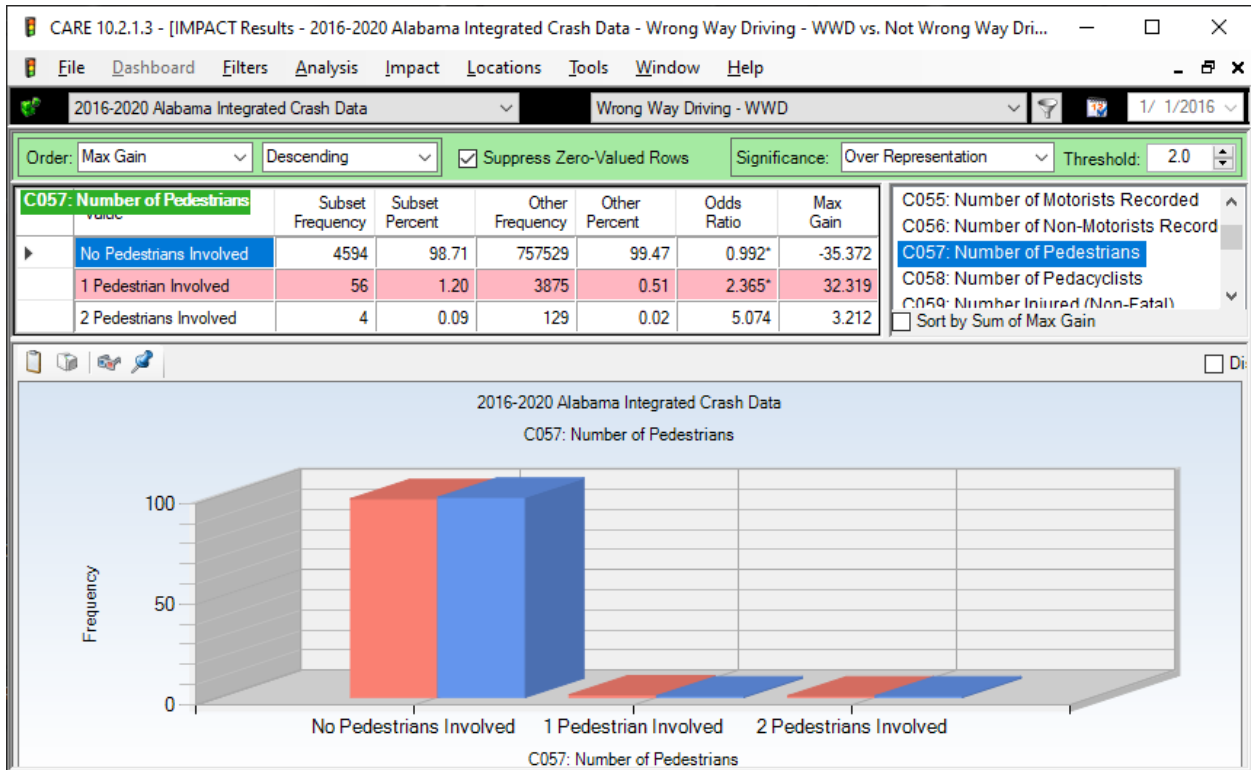 CARE 10.2.1.3 - [IMPACT Results - 2016-2020 Alabama Integrated Crash Data - Wrong Way Driving - WWD vs. Not Wrong Way Dri...
File Dashboard Filters Analysis Impact Locations Tools Window Help
2016-2020 Alabama Integrated Crash Data Wrong Way Driving - WWD 1/ 1/2016
Order: Max Gain Descending Suppress Zero-Valued Rows Significance: Over Representation Threshold: 2.0
C057: Number of Pedestrians Subset Frequency Subset Percent Other Frequency Other Percent Odds Ratio Max Gain
No Pedestrians Involved 4594 98.71 757529 99.47 0.992* -35.372
1 Pedestrian Involved 56 1.20 3875 0.51 2.365* 32.319
2 Pedestrians Involved 4 0.09 129 0.02 5.074 3.212
C055: Number of Motorists Recorded
C056: Number of Non-Motorists Record
C057: Number of Pedestrians
C058: Number of Pedacyclists
C059: Number Injured (Non-Fatal)
Sort by Sum of Max Gain
Di
2016-2020 Alabama Integrated Crash Data
C057: Number of Pedestrians
100
50
0
Frequency
No Pedestrians Involved 1 Pedestrian Involved 2 Pedestrians Involved
C057: Number of Pedestrians